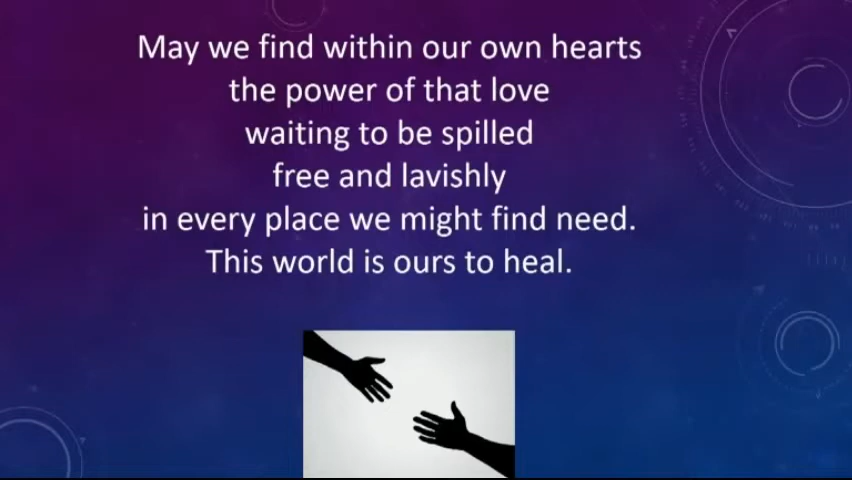 May we find within our own hearts
the power of that love
waiting to be spilled
free and lavishly
in every place we might find need.
This world is ours to heal.